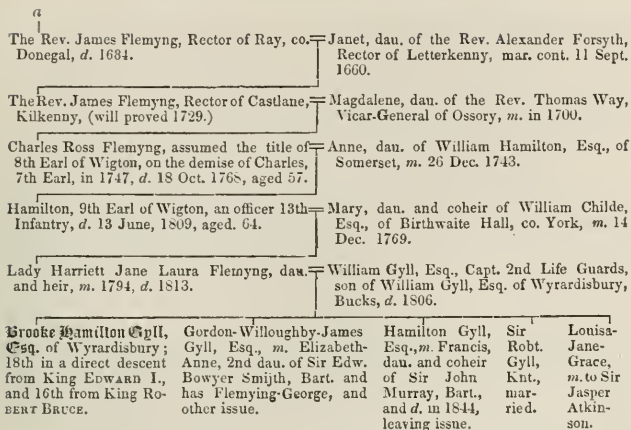 a
The Rev. James Flemyng, Rector of Ray, co.
Donegal, d. 1684.
Janet, dau. of the Rev. Alexander Forsyth,
Rector of Letterkenny, mar. cont. 11 Sept.
1660.
The Rev. James Flemyng, Rector of Castlane,
Kilkenny, (will proved 1729.)
Magdalene, dau. of the Rev. Thomas Way,
Vicar-General of Ossory, m. in 1700.
Charles Ross Flemyng, assumed the title of
8th Earl of Wigton, on the demise of Charles,
7th Earl, in 1747, d. 18 Oct. 1768, aged 57.
Anne, dau. of William Hamilton, Esq., of
Somerset, m. 26 Dec. 1743.
Hamilton, 9th Earl of Wigton, an officer 13th
Infantry, d. 13 June, 1809, aged. 64.
Mary, dau. and coheir of William Childe,
Esq., of Birthwaite Hall, co. York, m. 14
Dec. 1769.
Lady Harriett Jane Laura Flemyng, dau.
and heir, m. 1794, d. 1813.
William Gyll, Esq., Capt. 2nd Life Guards,
son of William Gyll, Esq. of Wyrardisbury,
Bucks, d. 1806.
Brooke Hamilton Gyll,
Esq. of Wyrardisbury;
18th in a direct descent
from King EDWARD I.,
and 16th from King RO-
BERT BRUCE.
Gordon-Willoughby-James
Gyll, Esq., m. Elizabeth-
Anne, 2nd dau. of Sir Edw.
Bowyer Smijth, Bart. and
has Flemying-George, and
other issue.
Hamilton Gyll,
Esq., m. Francis,
dau. and coheir
of Sir John
Murray, Bart.,
and d. in 1844,
leaving issue.
Sir
Robt.
Gyll,
Knt.,
mar-
ried.
Louisa-
Jane-
Grace,
m. to Sir
Jasper
Atkin-
son.